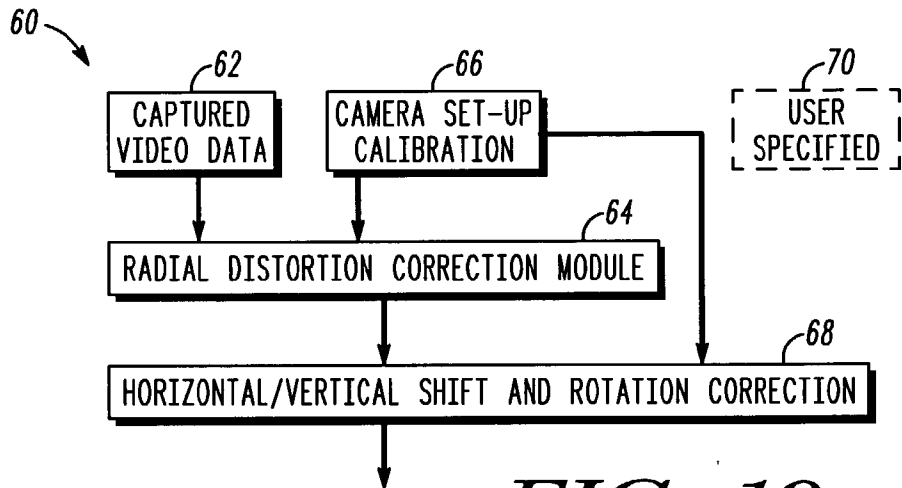 60
62
66
70
CAPTURED
VIDEO DATA
CAMERA SET-UP
CALIBRATION
USER
SPECIFIED
64
RADIAL DISTORTION CORRECTION MODULE
68
HORIZONTAL/VERTICAL SHIFT AND ROTATION CORRECTION